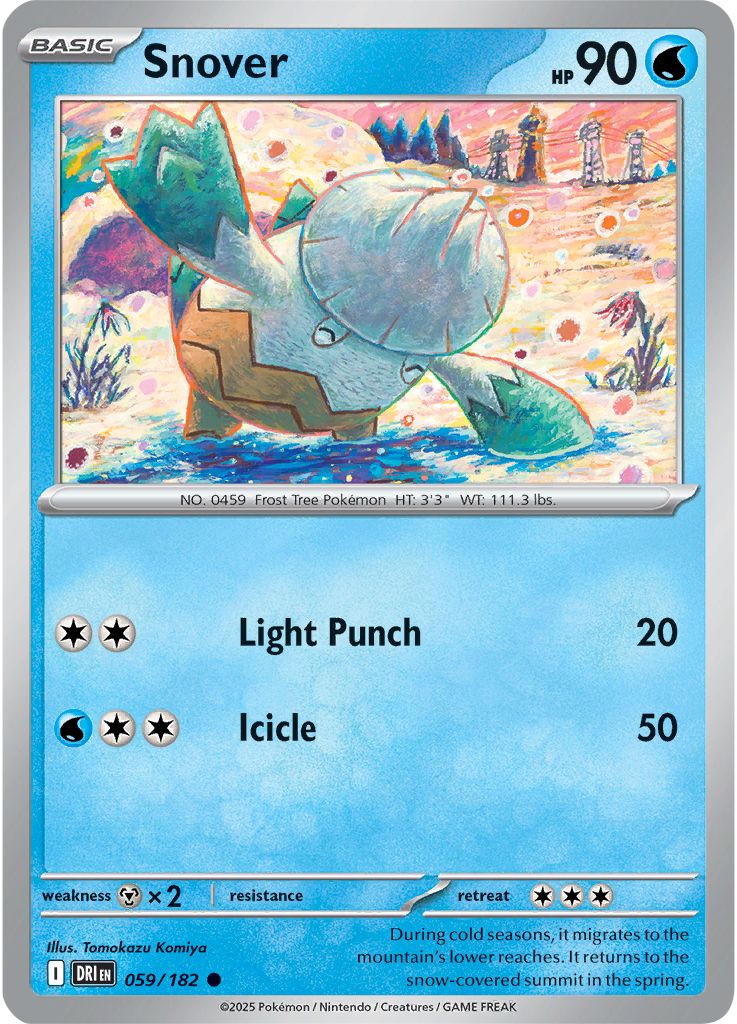 BASIC
Snover
HP 90
NO. 0459 Frost Tree Pokémon HT: 3'3" WT: 111.3 lbs.
Light Punch 20
Icicle 50
weakness ×2 resistance retreat
Illus. Tomokazu Komiya
During cold seasons, it migrates to the
mountain's lower reaches. It returns to the
snow-covered summit in the spring.
I DRI EN 059/182
©2025 Pokémon / Nintendo / Creatures / GAME FREAK